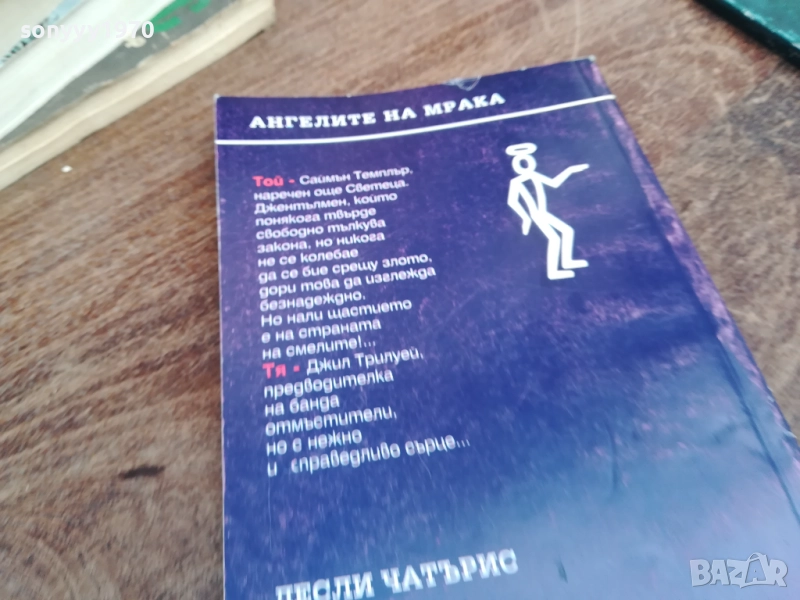 АНГЕЛИТЕ НА МРАКА
Той - Саймън Темплър,
наречен още Светеца.
Джентълмен, който
понякога твърде
свободно тълкува
закона, но никога
не се колебае
да се бие срещу злото,
дори това да изглежда
безнадеждно.
Но нали щастието
е на страната
на смелите!...
Тя - Джил Трилуей,
предводителка
на банда
отмъстители,
но с нежно
и справедливо сърце...
ЛЕСЛИ ЧАТЪРИС
BAZAR